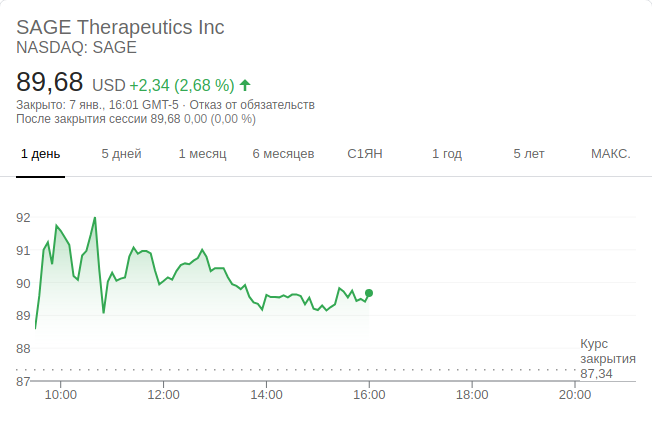 SAGE Therapeutics Inc
NASDAQ: SAGE
89,68 USD +2,34 (2,68 %)
Закрыто: 7 янв., 16:01 GMT-5 · Отказ от обязательств
После закрытия сессии 89,68 0,00 (0,00 %)
1 день 5 дней 1 месяц 6 месяцев С1ЯН 1 год 5 лет МАКС.
92
91
90
89
88
87
Курс
закрытия
87,34
10:00 12:00 14:00 16:00 18:00 20:00